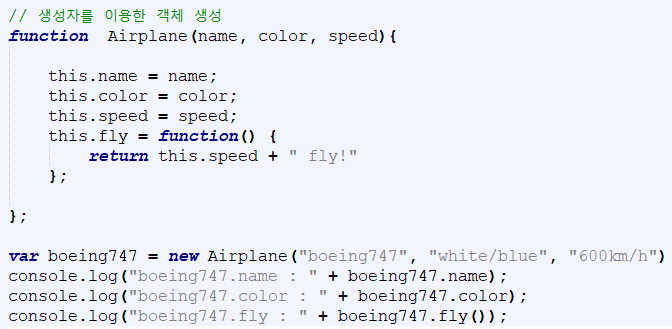 // 생성자를 이용한 객체 생성
function  Airplane(name, color, speed){
this.name = name;
this.color = color;
this.speed = speed;
this.fly = function() {
return this.speed + " fly!"
};
};
var boeing747 = new Airplane("boeing747", "white/blue", "600km/h")
console.log("boeing747.name : " + boeing747.name);
console.log("boeing747.color : " + boeing747.color);
console.log("boeing747.fly : " + boeing747.fly());